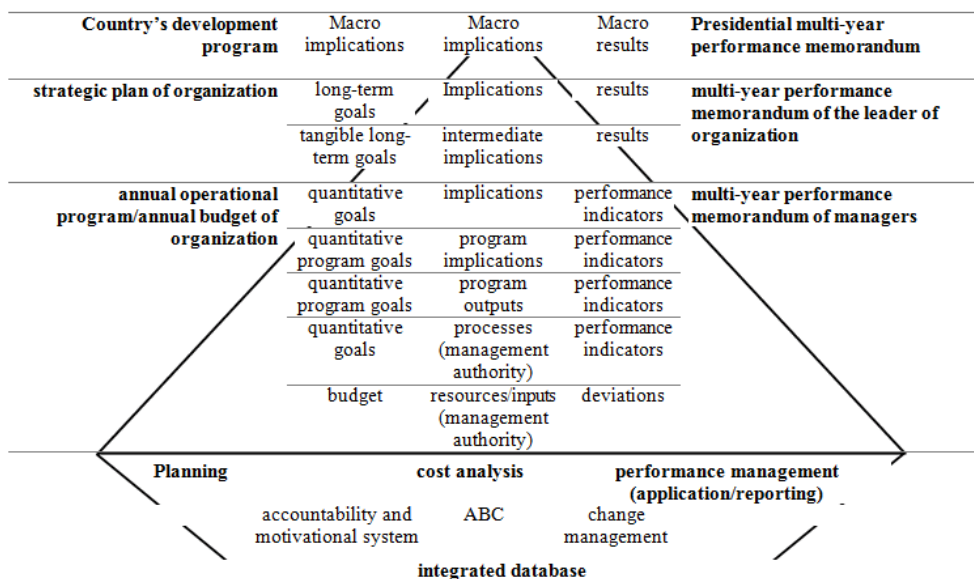 Country's development program
Macro implications
Macro implications
Macro results
Presidential multi-year performance memorandum
strategic plan of organization
long-term goals
Implications
results
multi-year performance memorandum of the leader of organization
tangible long-term goals
intermediate implications
results
annual operational program/annual budget of organization
quantitative goals
implications
performance indicators
multi-year performance memorandum of managers
quantitative program goals
program implications
performance indicators
quantitative program goals
program outputs
performance indicators
quantitative goals
processes (management authority)
performance indicators
budget
resources/inputs (management authority)
deviations
Planning
cost analysis
performance management (application/reporting)
accountability and motivational system
ABC
change management
integrated database